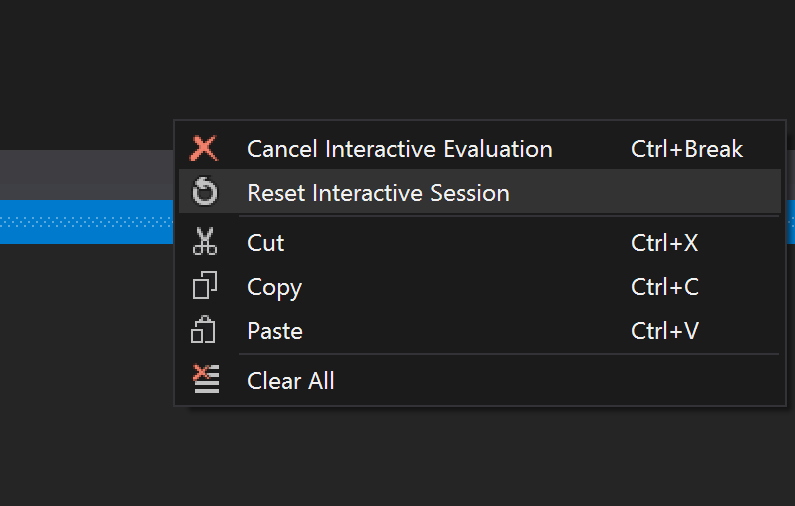 Cancel Interactive Evaluation Ctrl+Break
Reset Interactive Session
Cut Ctrl+X
Copy Ctrl+C
Paste Ctrl+V
Clear All